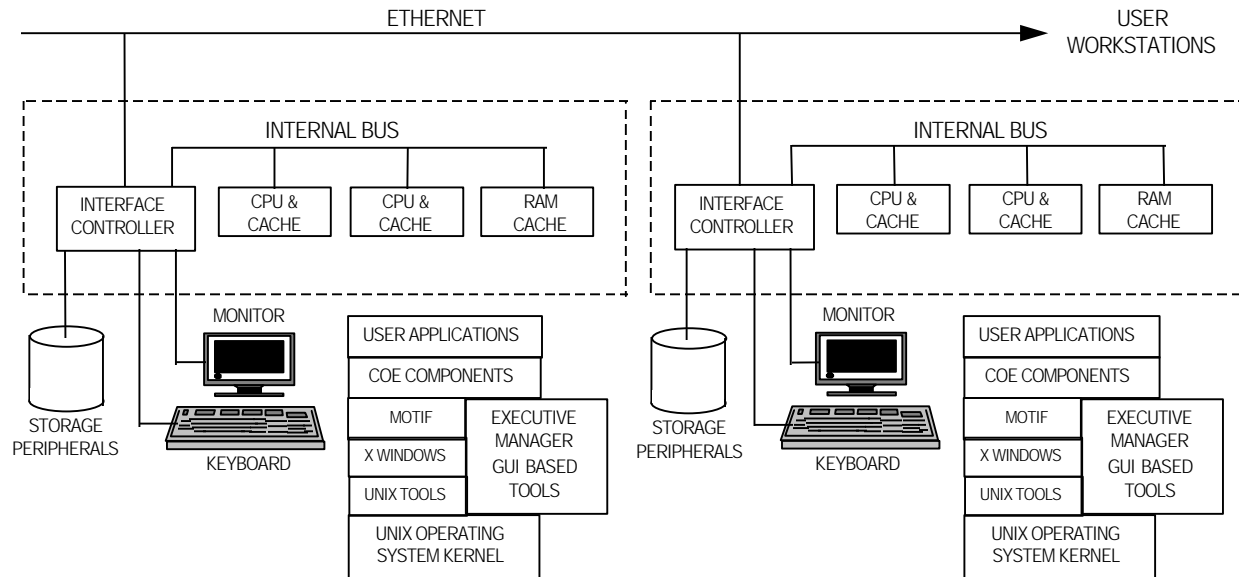 ETHERNET
USER
WORKSTATIONS
INTERNAL BUS
INTERFACE
CONTROLLER
CPU &
CACHE
CPU &
CACHE
RAM
CACHE
MONITOR
STORAGE
PERIPHERALS
KEYBOARD
USER APPLICATIONS
COE COMPONENTS
MOTIF
X WINDOWS
UNIX TOOLS
EXECUTIVE
MANAGER
GUI BASED
TOOLS
UNIX OPERATING
SYSTEM KERNEL
INTERNAL BUS
INTERFACE
CONTROLLER
CPU &
CACHE
CPU &
CACHE
RAM
CACHE
MONITOR
STORAGE
PERIPHERALS
KEYBOARD
USER APPLICATIONS
COE COMPONENTS
MOTIF
X WINDOWS
UNIX TOOLS
EXECUTIVE
MANAGER
GUI BASED
TOOLS
UNIX OPERATING
SYSTEM KERNEL